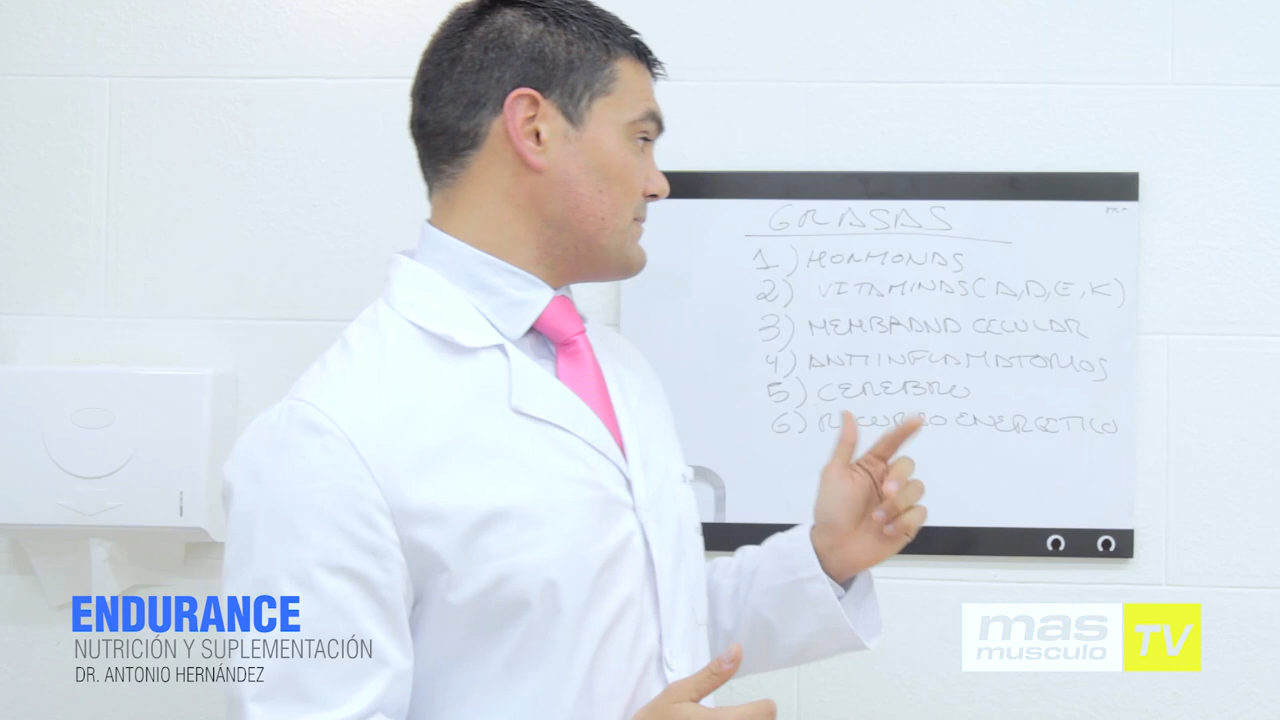 GRASAS
1) HORMONAS
2) VITAMINAS (A,D,E,K)
3) MEMBRANA CELULAR
4) ANTIINFLAMATORIOS
5) CEREBRO
6) RECURSO ENERGETICO
ENDURANCE
NUTRICIÓN Y SUPLEMENTACIÓN
DR. ANTONIO HERNÁNDEZ
mas
musculo
TV